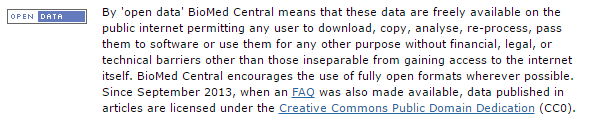 OPEN DATA
By 'open data' BioMed Central means that these data are freely available on the
public internet permitting any user to download, copy, analyse, re-process, pass
them to software or use them for any other purpose without financial, legal, or
technical barriers other than those inseparable from gaining access to the internet
itself. BioMed Central encourages the use of fully open formats wherever possible.
Since September 2013, when an FAQ was also made available, data published in
articles are licensed under the Creative Commons Public Domain Dedication (CC0).